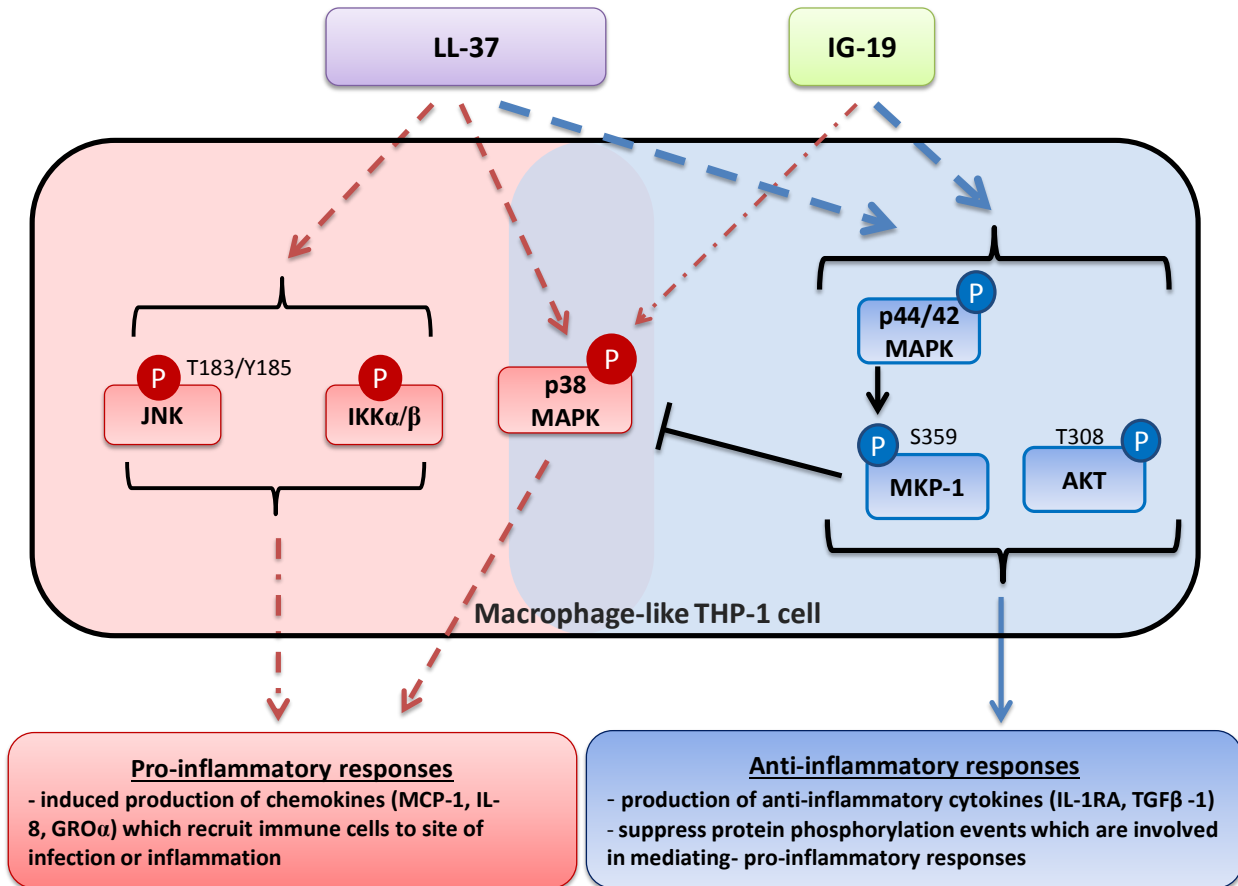 LL-37
IG-19
P
p44/42
MAPK
P
T183/Y185
JNK
P
IKKα/β
P
p38
MAPK
P
S359
MKP-1
T308
P
AKT
Macrophage-like THP-1 cell
Pro-inflammatory responses
- induced production of chemokines (MCP-1, IL-
8, GROα) which recruit immune cells to site of
infection or inflammation
Anti-inflammatory responses
- production of anti-inflammatory cytokines (IL-1RA, TGFβ -1)
- suppress protein phosphorylation events which are involved
in mediating- pro-inflammatory responses